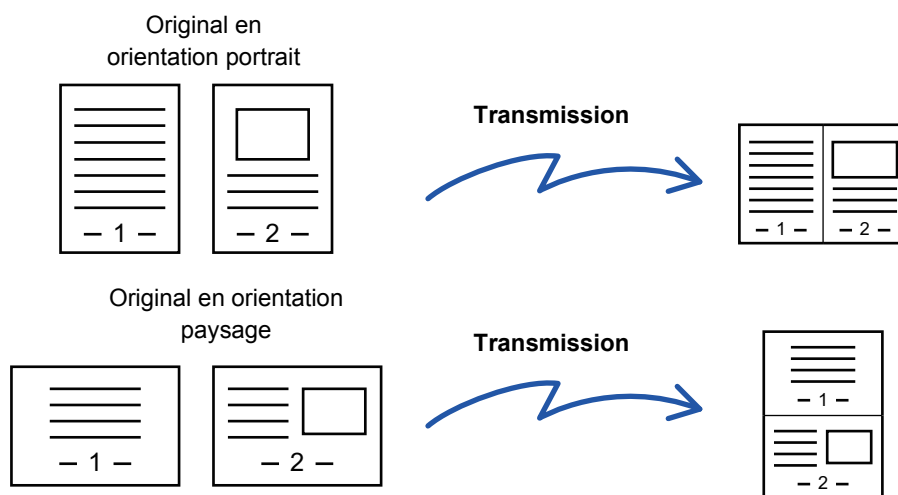 Original en
orientation portrait
Transmission
– 1 –
– 2 –
– 1 –
– 2 –
Original en orientation
paysage
Transmission
– 1 –
– 2 –
– 1 –
– 2 –